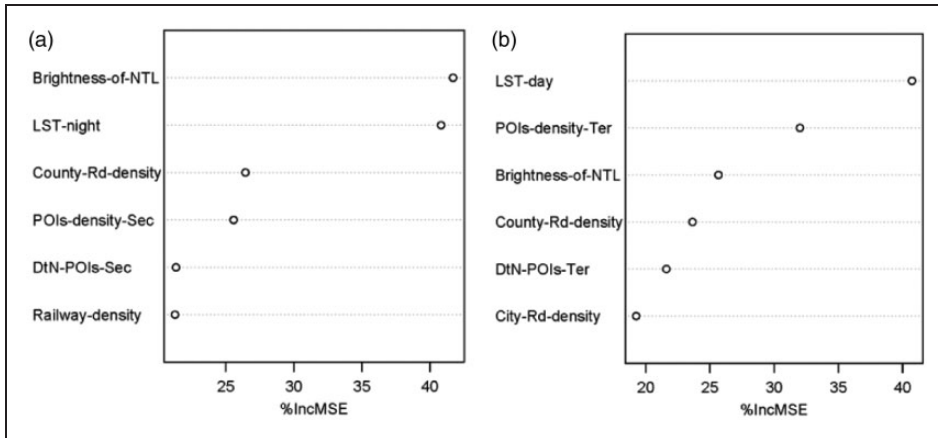 (a)
Brightness-of-NTL
LST-night
County-Rd-density
POIs-density-Sec
DtN-POIs-Sec
Railway-density
25 30 35 40
%IncMSE
(b)
LST-day
POIs-density-Ter
Brightness-of-NTL
County-Rd-density
DtN-POIs-Ter
City-Rd-density
20 25 30 35 40
%IncMSE